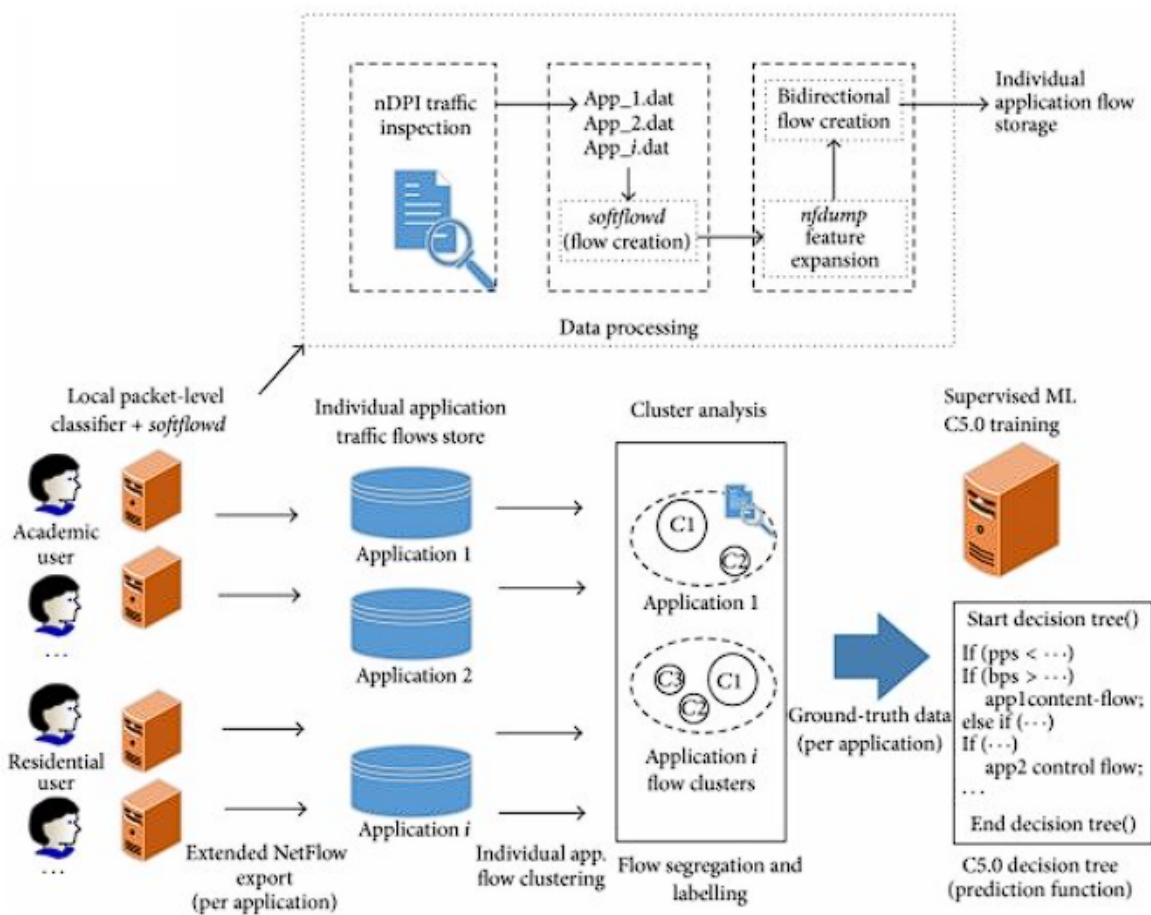 nDPI traffic
inspection
App_1.dat
App_2.dat
App_i.dat
softflowd
(flow creation)
Bidirectional
flow creation
nfdump
feature
expansion
Individual
application flow
storage
Data processing
Local packet-level
classifier + softflowd
Academic
user
...
Residential
user
...
Extended NetFlow
export
(per application)
Individual application
traffic flows store
Application 1
Application 2
Application i
Individual app.
flow clustering
Cluster analysis
C1
C2
Application 1
C3
C1
C2
Application i
flow clusters
Flow segregation and
labelling
Ground-truth data
(per application)
Supervised ML
C5.0 training
Start decision tree()
If (pps < ···)
If (bps > ···)
app1content-flow;
else if (···)
If (···)
app2 control flow;
...
End decision tree()
C5.0 decision tree
(prediction function)